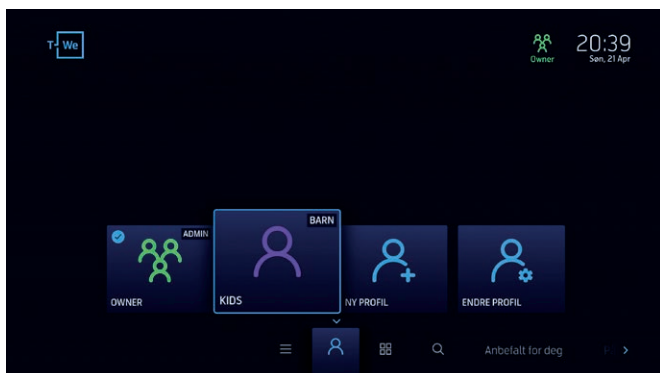 T- We
20:39
Owner
Søn, 21 Apr
ADMIN
BARN
OWNER
KIDS
NY PROFIL
ENDRE PROFIL
Anbefalt for deg